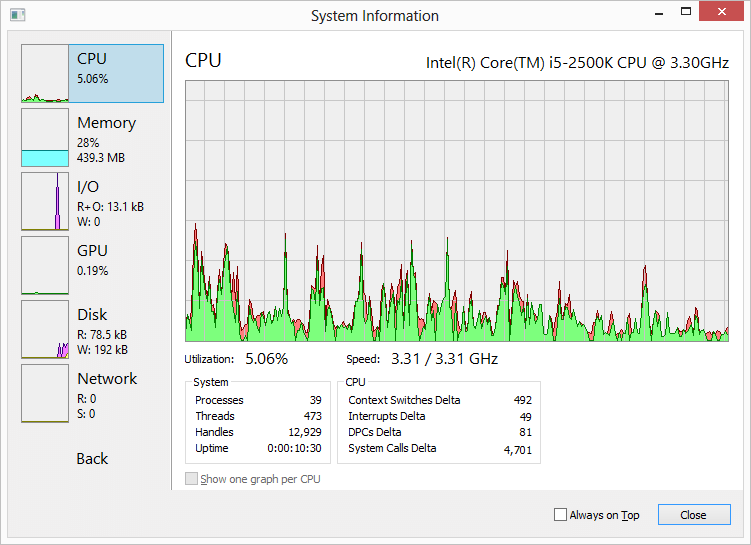 System Information
CPU
5.06%
Memory
28%
439.3 MB
I/O
R+O: 13.1 kB
W: 0
GPU
0.19%
Disk
R: 78.5 kB
W: 192 kB
Network
R: 0
S: 0
Back
CPU Intel(R) Core(TM) i5-2500K CPU @ 3.30GHz
Utilization: 5.06% Speed: 3.31 / 3.31 GHz
System
Processes 39
Threads 473
Handles 12,929
Uptime 0:00:10:30
CPU
Context Switches Delta 492
Interrupts Delta 49
DPCs Delta 81
System Calls Delta 4,701
Show one graph per CPU
Always on Top Close